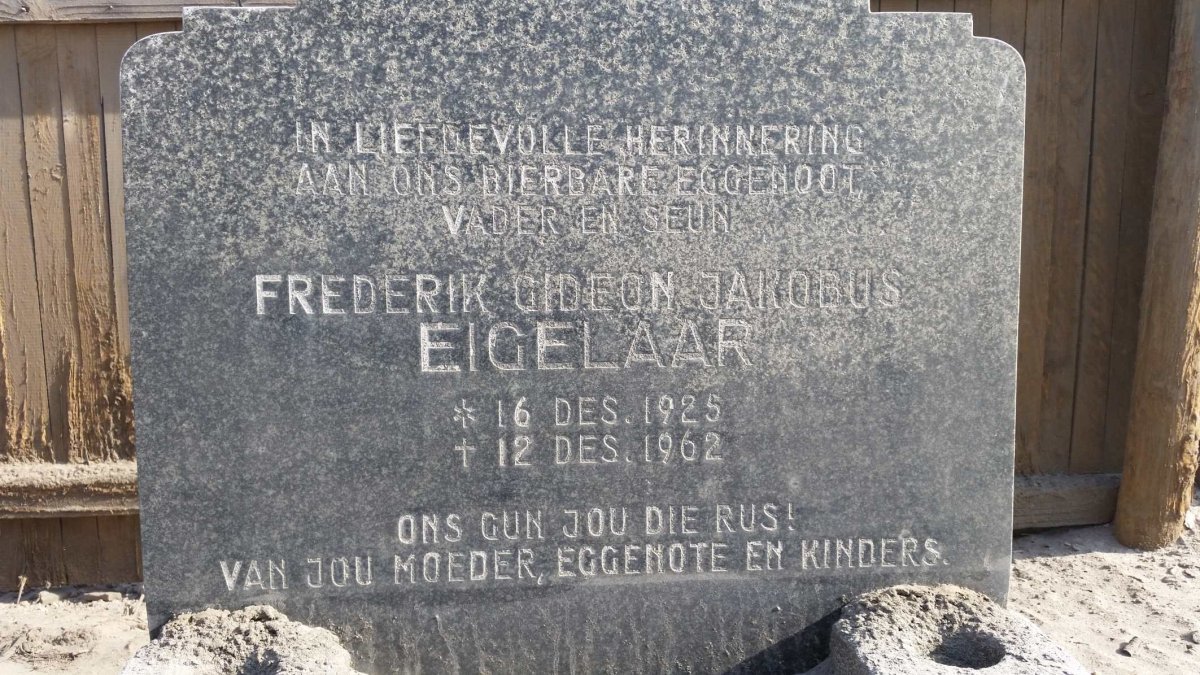 IN LIEFDEVOLLE HERINNERING
AAN ONS DIERBARE EGGENOOT,
VADER EN SEUN
FREDERIK GIDEON JAKOBUS
EIGELAAR
* 16 DES. 1925
† 12 DES. 1962
ONS GUN JOU DIE RUS!
VAN JOU MOEDER, EGGENOTE EN KINDERS.